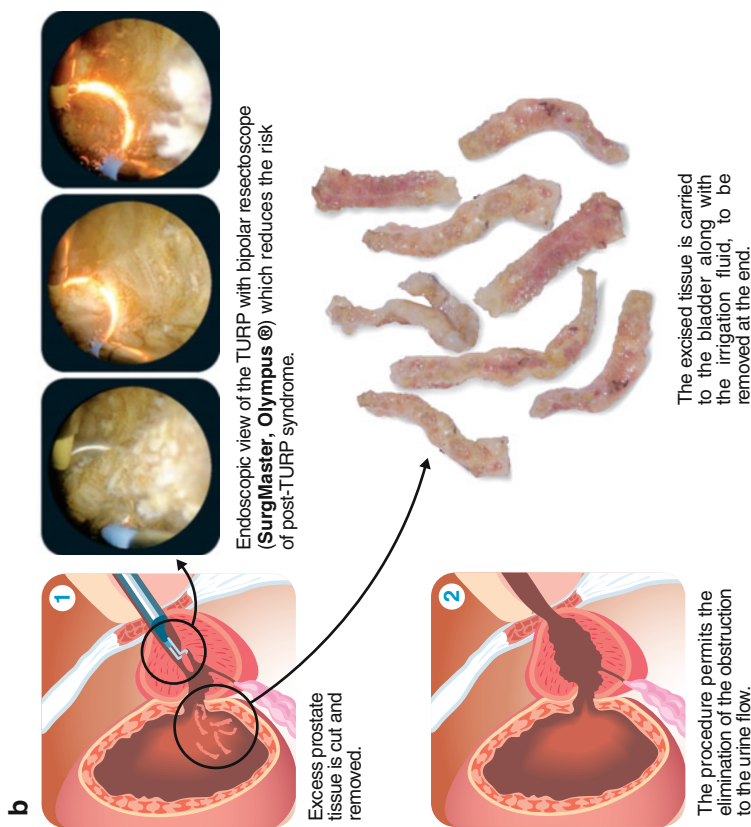 b
1
Excess prostate
tissue is cut and
removed.
Endoscopic view of the TURP with bipolar resectoscope
(SurgMaster, Olympus ®) which reduces the risk
of post-TURP syndrome.
2
The procedure permits the
elimination of the obstruction
to the urine flow.
The excised tissue is carried
to the bladder along with
the irrigation fluid, to be
removed at the end.